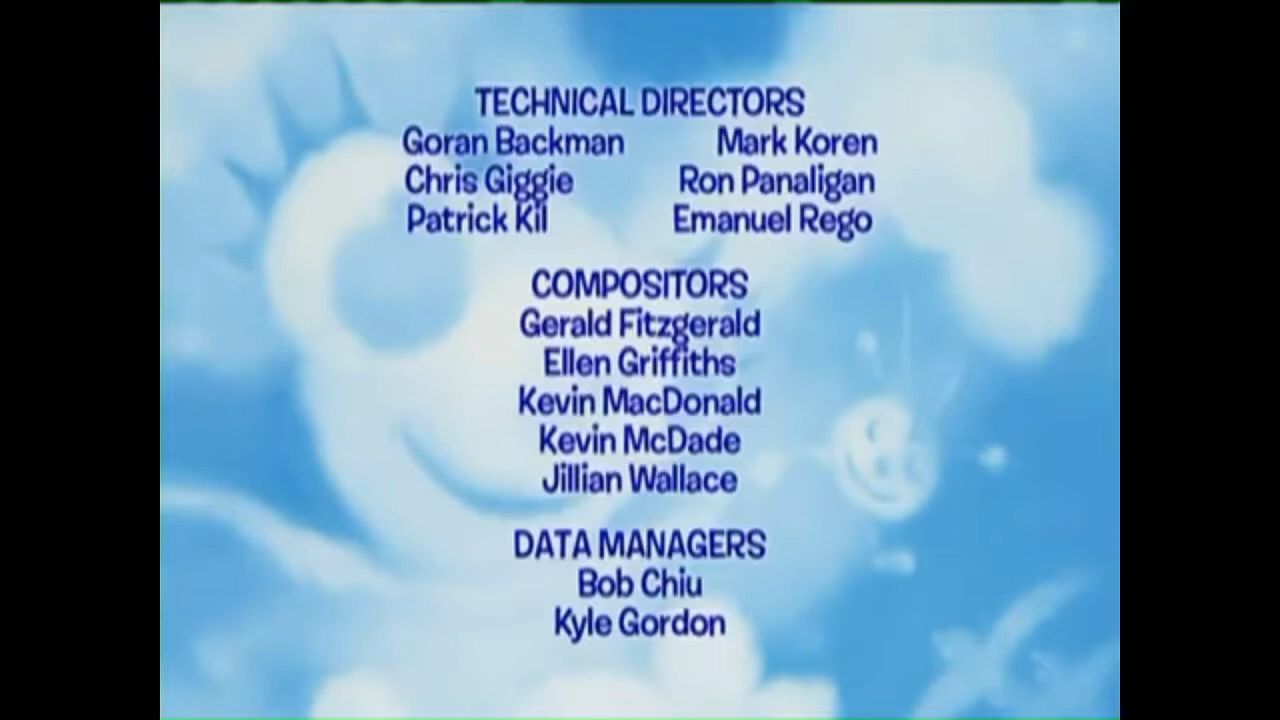 TECHNICAL DIRECTORS
Goran Backman Mark Koren
Chris Giggie Ron Panaligan
Patrick Kil Emanuel Rego
COMPOSITORS
Gerald Fitzgerald
Ellen Griffiths
Kevin MacDonald
Kevin McDade
Jillian Wallace
DATA MANAGERS
Bob Chiu
Kyle Gordon